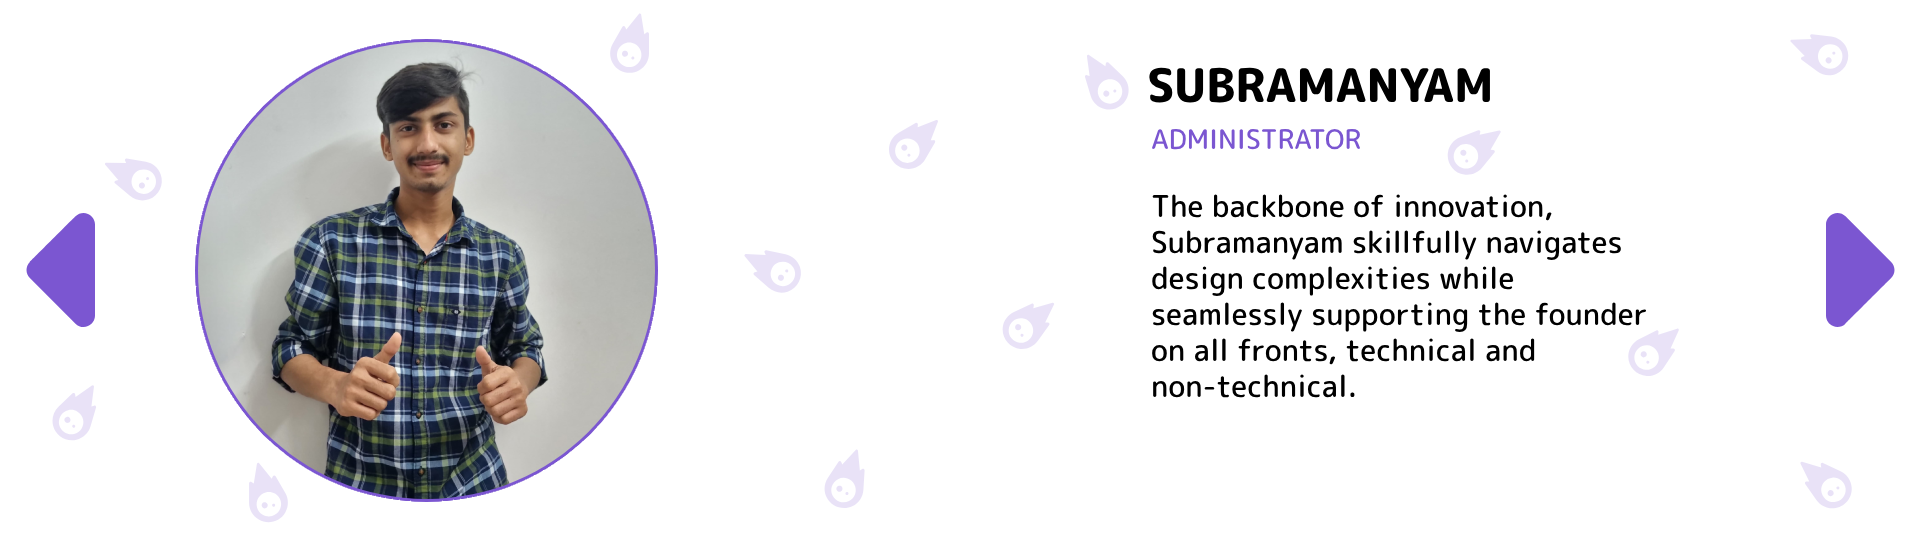 SUBRAMANYAM
ADMINISTRATOR
The backbone of innovation,
Subramanyam skillfully navigates
design complexities while
seamlessly supporting the founder
on all fronts, technical and
non-technical.